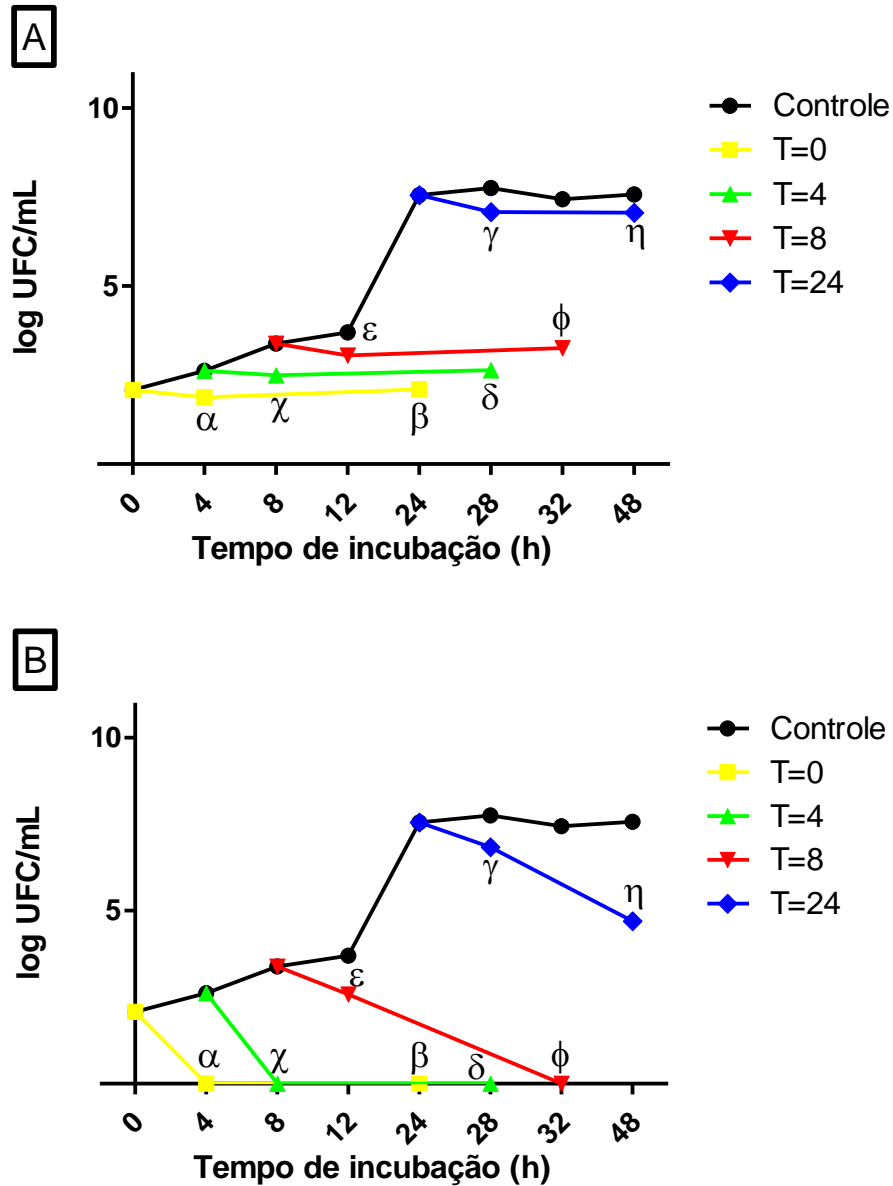 A
10
5
log UFC/mL
Controle
T=0
T=4
T=8
T=24
γ
η
ε
ϕ
α
χ
β
δ
0
4
8
12
24
28
32
48
Tempo de incubação (h)
B
10
5
log UFC/mL
Controle
T=0
T=4
T=8
T=24
γ
η
ε
α
χ
β
δ
ϕ
0
4
8
12
24
28
32
48
Tempo de incubação (h)